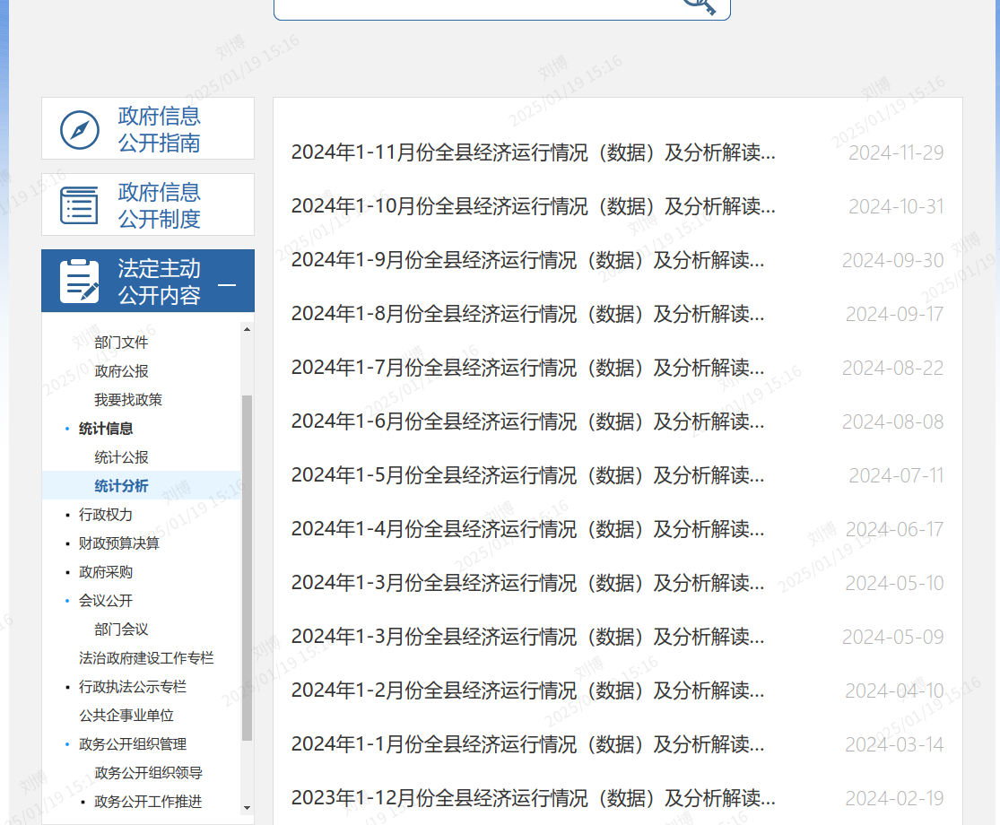 政府信息
公开指南
政府信息
公开制度
法定主动
公开内容
部门文件
政府公报
我要找政策
统计信息
统计公报
统计分析
行政权力
财政预算决算
政府采购
会议公开
部门会议
法治政府建设工作专栏
行政执法公示专栏
公共企事业单位
政务公开组织管理
政务公开组织领导
政务公开工作推进
2024年1-11月份全县经济运行情况（数据）及分析解读... 2024-11-29
2024年1-10月份全县经济运行情况（数据）及分析解读... 2024-10-31
2024年1-9月份全县经济运行情况（数据）及分析解读... 2024-09-30
2024年1-8月份全县经济运行情况（数据）及分析解读... 2024-09-17
2024年1-7月份全县经济运行情况（数据）及分析解读... 2024-08-22
2024年1-6月份全县经济运行情况（数据）及分析解读... 2024-08-08
2024年1-5月份全县经济运行情况（数据）及分析解读... 2024-07-11
2024年1-4月份全县经济运行情况（数据）及分析解读... 2024-06-17
2024年1-3月份全县经济运行情况（数据）及分析解读... 2024-05-10
2024年1-3月份全县经济运行情况（数据）及分析解读... 2024-05-09
2024年1-2月份全县经济运行情况（数据）及分析解读... 2024-04-10
2024年1-1月份全县经济运行情况（数据）及分析解读... 2024-03-14
2023年1-12月份全县经济运行情况（数据）及分析解读... 2024-02-19
刘博
2025/01/19 15:16